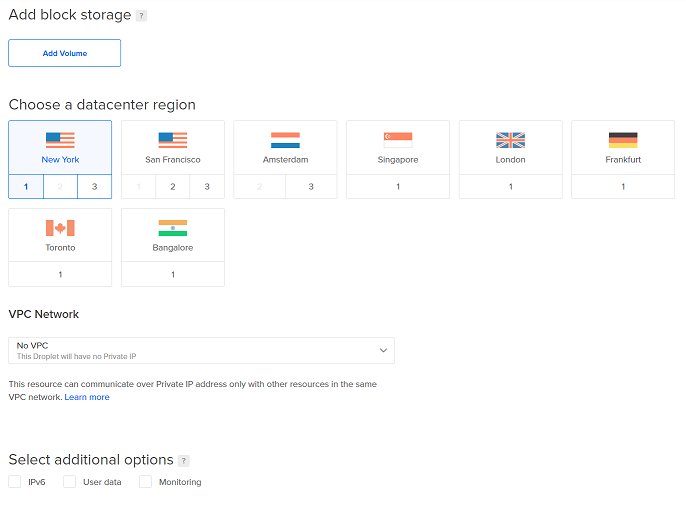 Add block storage ?
Add Volume
Choose a datacenter region
New York San Francisco Amsterdam Singapore London Frankfurt
1 2 3 1 2 3 2 3 1 1 1
Toronto Bangalore
1 1
VPC Network
No VPC
This Droplet will have no Private IP
This resource can communicate over Private IP address only with other resources in the same
VPC network. Learn more
Select additional options ?
IPv6 User data Monitoring